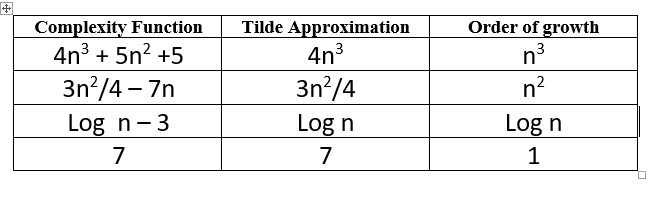 Complexity Function Tilde Approximation Order of growth
4n³ + 5n² +5 4n³ n³
3n²/4 – 7n 3n²/4 n²
Log n – 3 Log n Log n
7 7 1